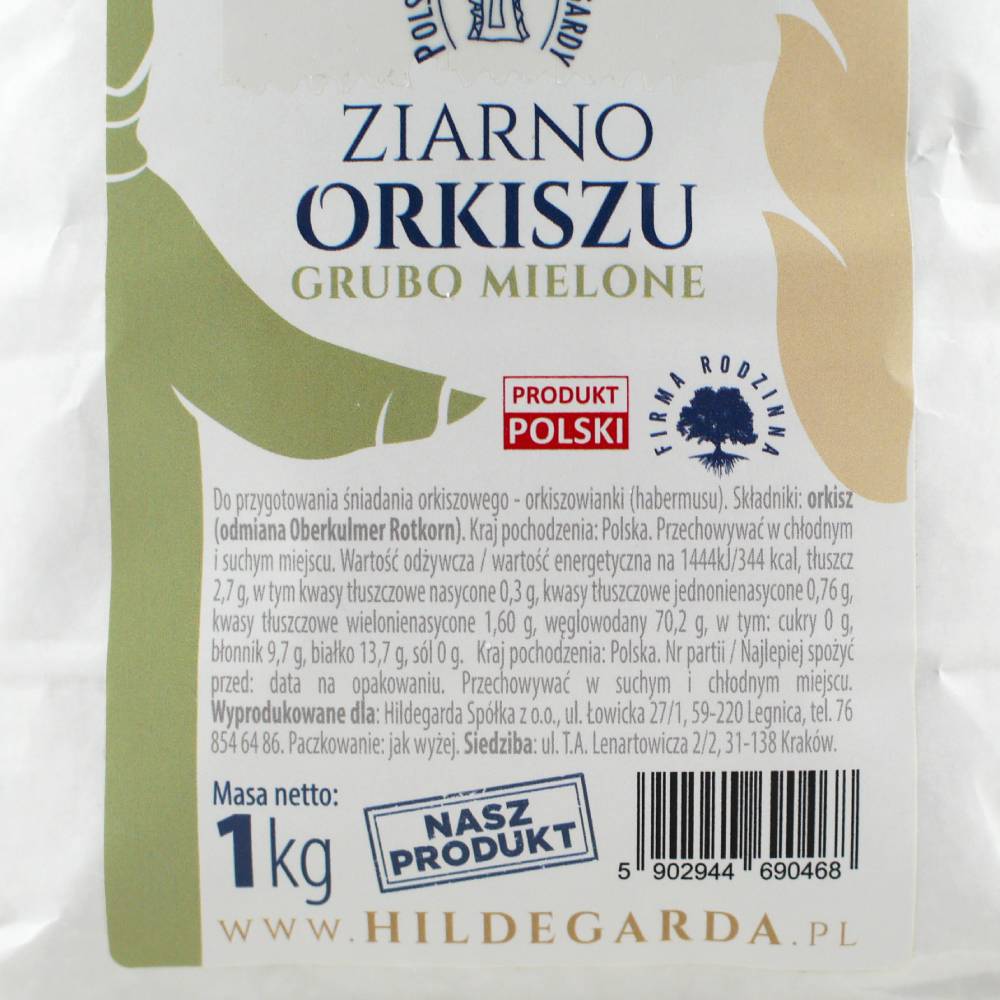 POLS GARDY
ZIARNO
ORKISZU
GRUBO MIELONE
PRODUKT
POLSKI
FIRMA RODZINNA
Do przygotowania śniadania orkiszowego - orkiszowianki (habermusu). Składniki: orkisz
(odmiana Oberkulmer Rotkorn). Kraj pochodzenia: Polska. Przechowywać w chłodnym
i suchym miejscu. Wartość odżywcza / wartość energetyczna na 1444kJ/344 kcal, tłuszcz
2,7 g, w tym kwasy tłuszczowe nasycone 0,3 g, kwasy tłuszczowe jednonienasycone 0,76 g,
kwasy tłuszczowe wielonienasycone 1,60 g, węglowodany 70,2 g, w tym: cukry 0 g,
błonnik 9,7 g, białko 13,7 g, sól 0 g. Kraj pochodzenia: Polska. Nr partii / Najlepiej spożyć
przed: data na opakowaniu. Przechowywać w suchym i chłodnym miejscu.
Wyprodukowane dla: Hildegarda Spółka z o.o., ul. Łowicka 27/1, 59-220 Legnica, tel. 76
854 64 86. Paczkowanie: jak wyżej. Siedziba: ul. T.A. Lenartowicza 2/2, 31-138 Kraków.
Masa netto:
1 kg
NASZ
PRODUKT
5 902944 690468
WWW.HILDEGARDA.PL